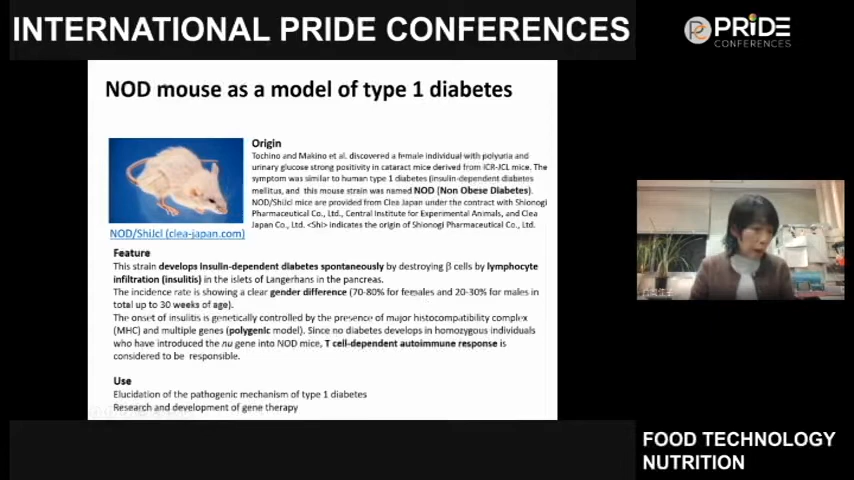 INTERNATIONAL PRIDE CONFERENCES
PC PRIDE
CONFERENCES
NOD mouse as a model of type 1 diabetes
Origin
Tochino and Makino et al. discovered a female individual with polyuria and
urinary glucose strong positivity in cataract mice derived from ICR-JCL mice. The
symptom was similar to human type 1 diabetes (insulin-dependent diabetes
mellitus, and this mouse strain was named NOD (Non Obese Diabetes).
NOD/ShiJcl mice are provided from Clea Japan under the contract with Shionogi
Pharmaceutical Co., Ltd., Central Institute for Experimental Animals, and Clea
Japan Co., Ltd. <Shi> indicates the origin of Shionogi Pharmaceutical Co., Ltd.
NOD/ShiJcl (clea-japan.com)
Feature
This strain develops insulin-dependent diabetes spontaneously by destroying β cells by lymphocyte
infiltration (insulitis) in the islets of Langerhans in the pancreas.
The incidence rate is showing a clear gender difference (70-80% for females and 20-30% for males in
total up to 30 weeks of age).
The onset of insulitis is genetically controlled by the presence of major histocompatibility complex
(MHC) and multiple genes (polygenic model). Since no diabetes develops in homozygous individuals
who have introduced the nu gene into NOD mice, T cell-dependent autoimmune response is
considered to be responsible.
Use
Elucidation of the pathogenic mechanism of type 1 diabetes
Research and development of gene therapy
FOOD TECHNOLOGY
NUTRITION